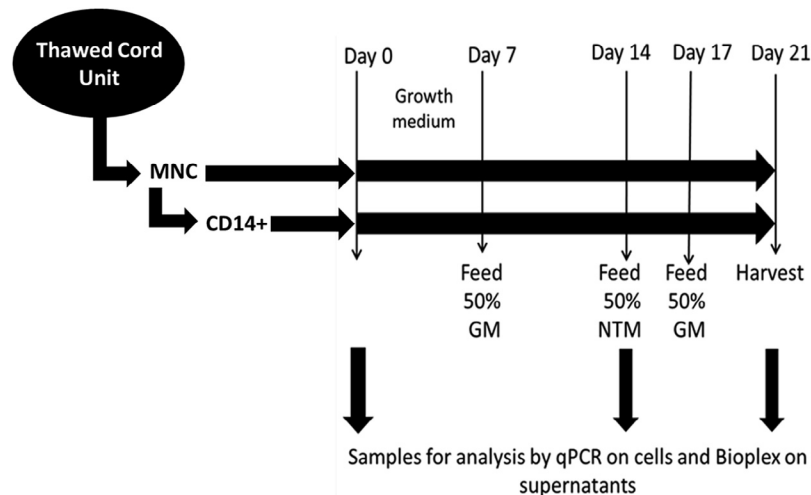 Thawed Cord
Unit
Day 0
Day 7
Day 14
Day 17
Day 21
Growth
medium
MNC
CD14+
Feed
50%
GM
Feed
50%
NTM
Feed
50%
GM
Harvest
Samples for analysis by qPCR on cells and Bioplex on
supernatants